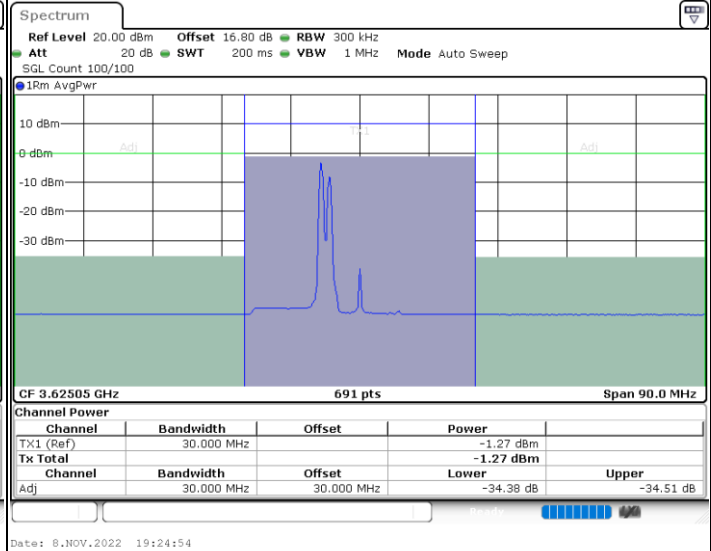 Spectrum
Ref Level 20.00 dBm Offset 16.80 dB RBW 300 kHz
Att 20 dB SWT 200 ms VBW 1 MHz Mode Auto Sweep
SGL Count 100/100
1Rm AvgPwr
10 dBm
TX1
Adj Adj
0 dBm
-10 dBm
-20 dBm
-30 dBm
CF 3.62505 GHz 691 pts Span 90.0 MHz
Channel Power
Channel Bandwidth Offset Power
TX1 (Ref) 30.000 MHz -1.27 dBm
Tx Total -1.27 dBm
Channel Bandwidth Offset Lower Upper
Adj 30.000 MHz 30.000 MHz -34.38 dB -34.51 dB
Ready
Date: 8.NOV.2022 19:24:54